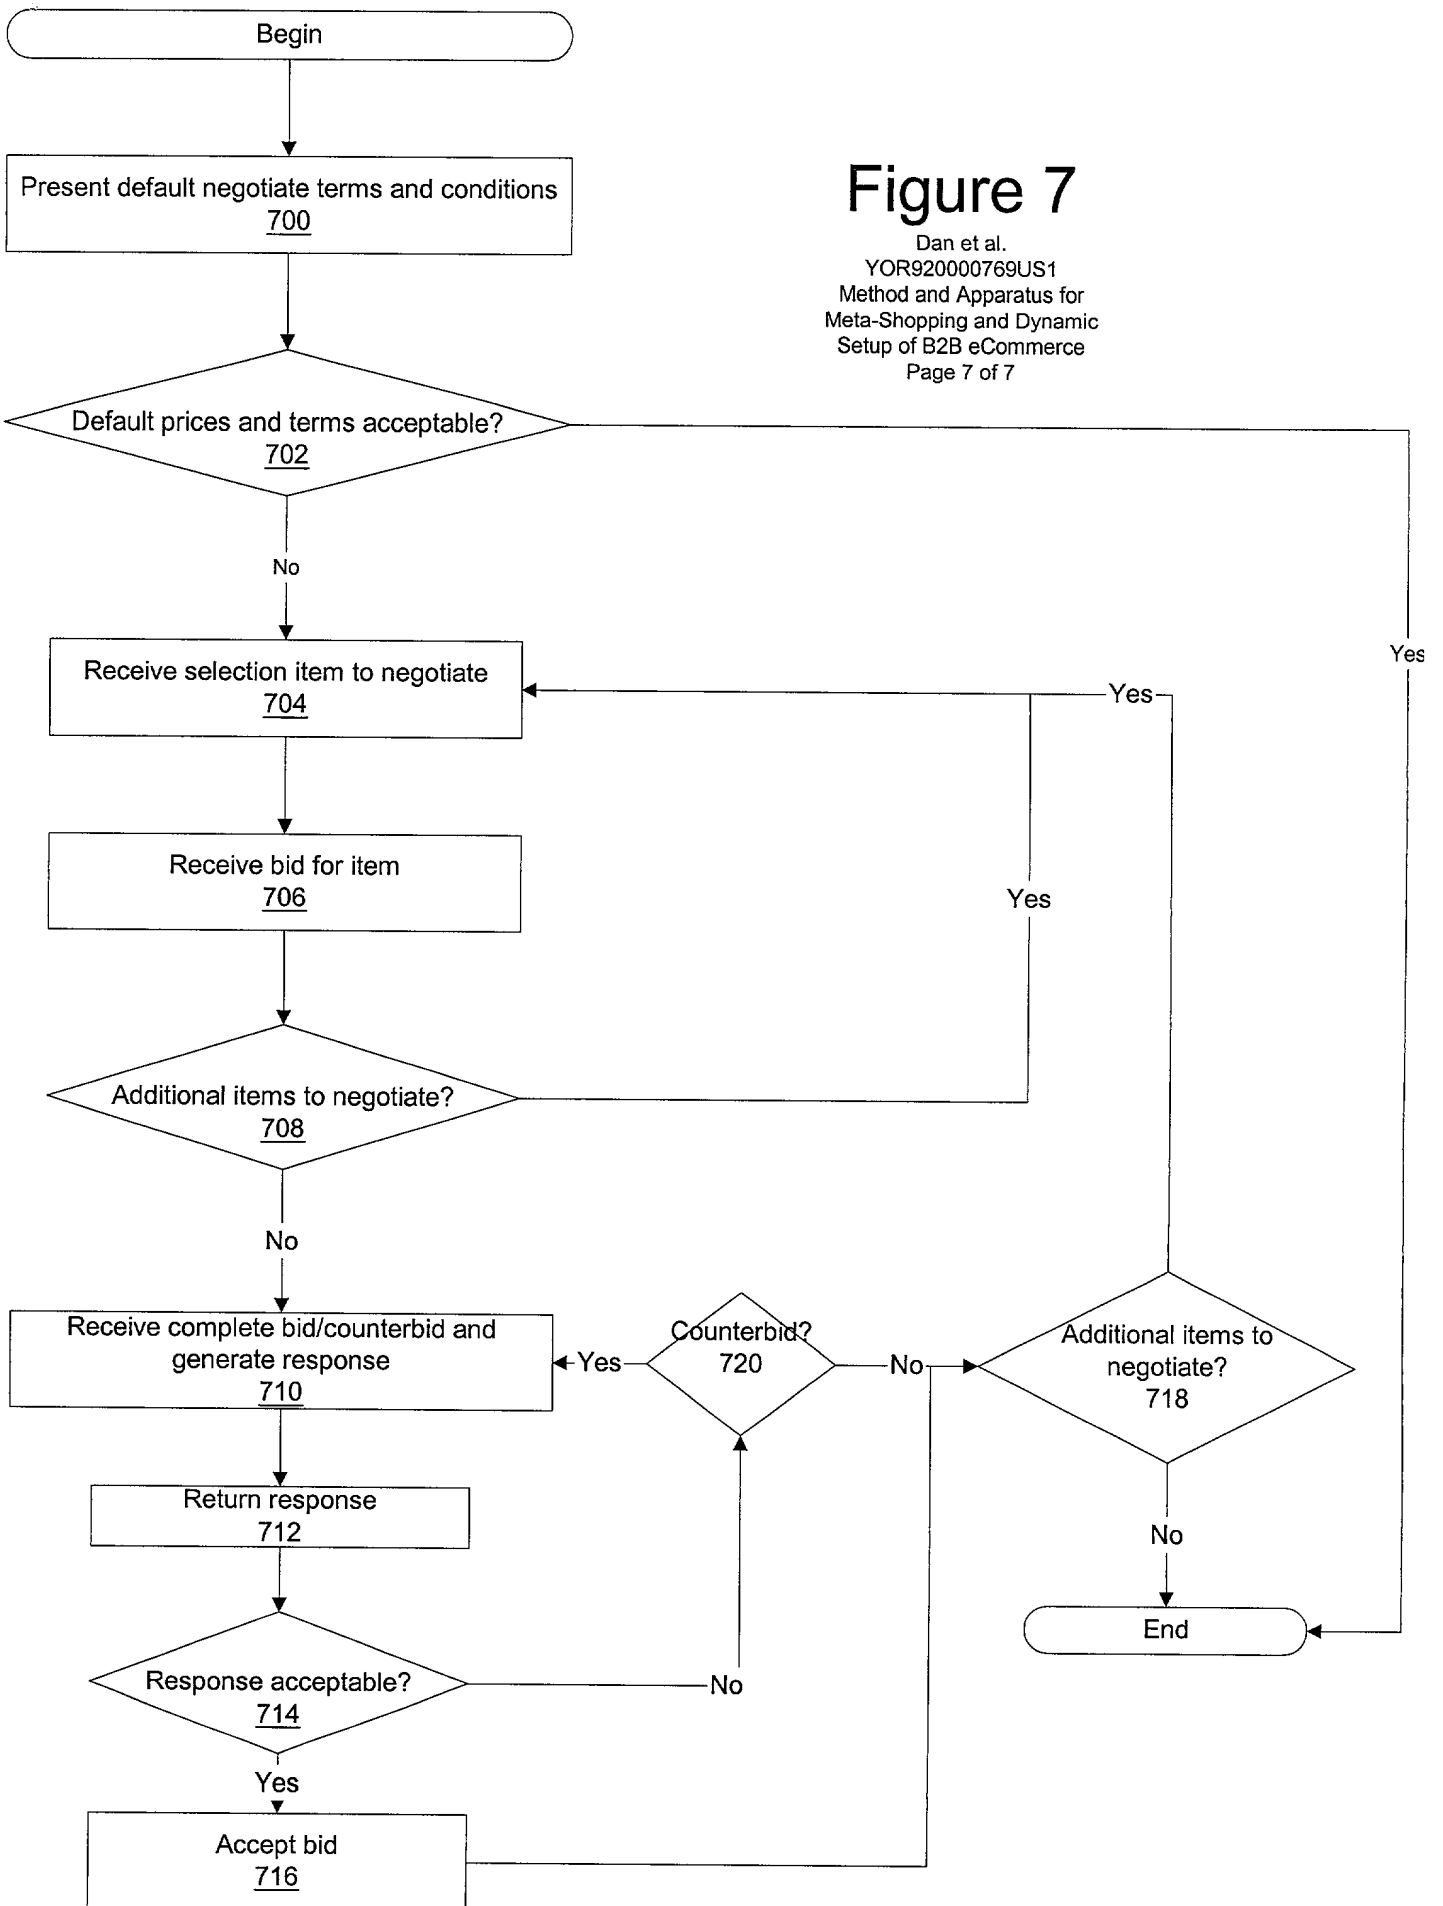 Begin
Present default negotiate terms and conditions
700
Figure 7
Dan et al.
YOR920000769US1
Method and Apparatus for
Meta-Shopping and Dynamic
Setup of B2B eCommerce
Page 7 of 7
Default prices and terms acceptable?
702
No
Yes
Receive selection item to negotiate
704
Yes
Receive bid for item
706
Yes
Additional items to negotiate?
708
No
Receive complete bid/counterbid and
generate response
710
Yes
Counterbid?
720
No
Additional items to
negotiate?
718
Return response
712
No
End
Response acceptable?
714
No
Yes
Accept bid
716